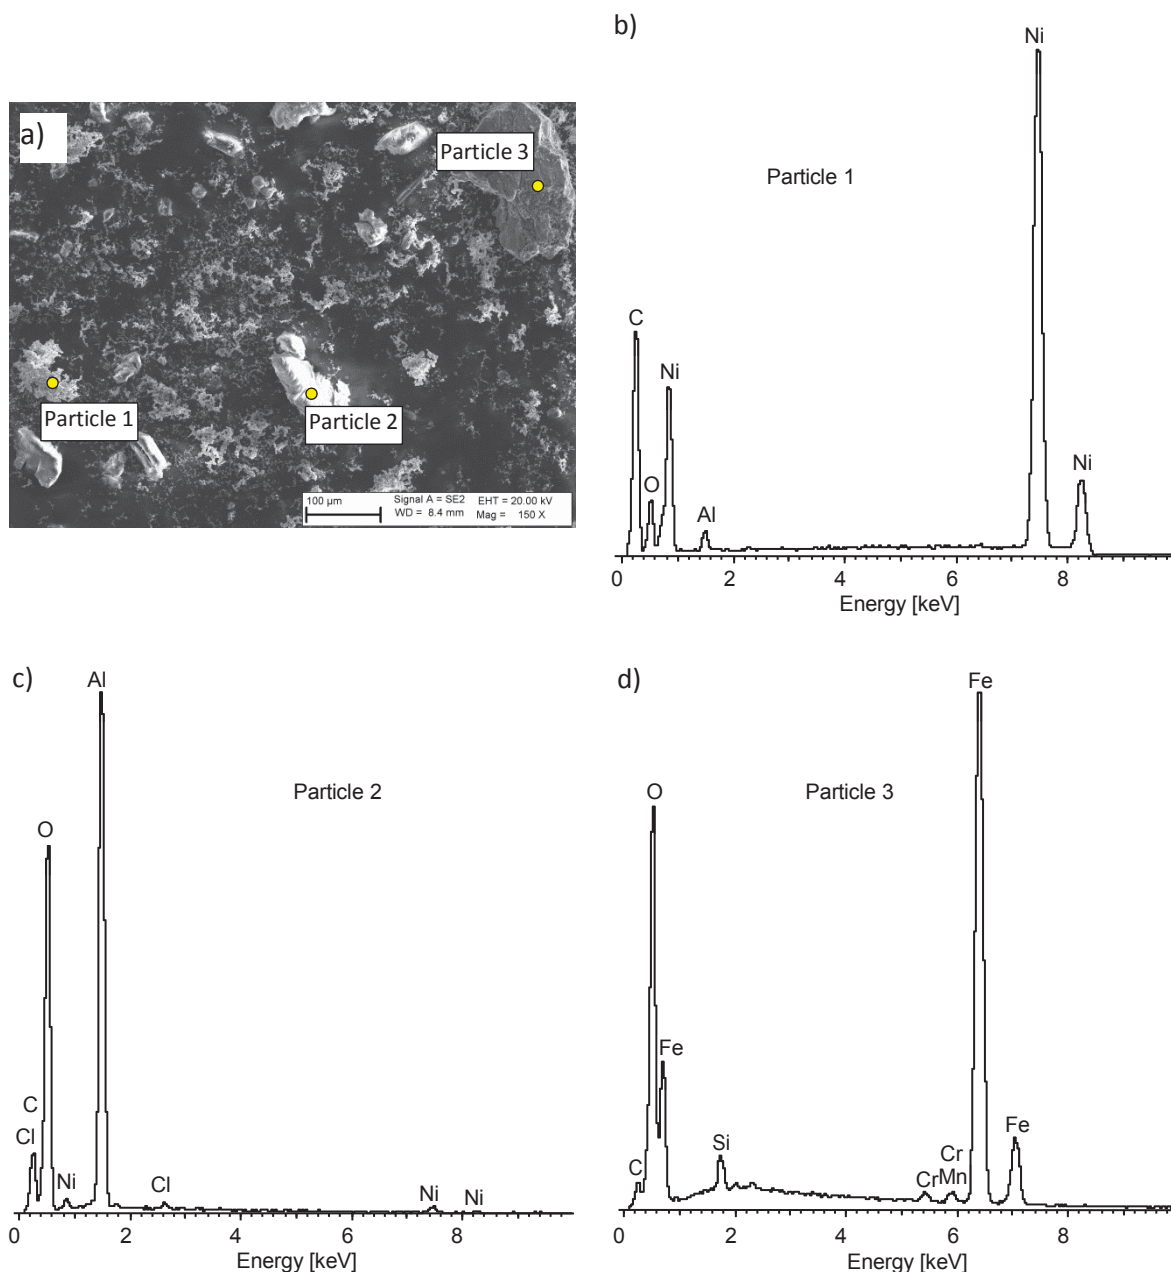 a)
Particle 3
Particle 1
Particle 2
100 µm
Signal A = SE2 EHT = 20.00 kV
WD = 8.4 mm Mag = 150 X
b)
Particle 1
Ni
C
Ni
O
Al
Ni
0 2 4 6 8
Energy [keV]
c)
Particle 2
Al
O
C
Cl
Ni
Cl
Ni
Ni
0 2 4 6 8
Energy [keV]
d)
Particle 3
Fe
O
Fe
C
Si
Cr
Cr
Mn
Fe
0 2 4 6 8
Energy [keV]